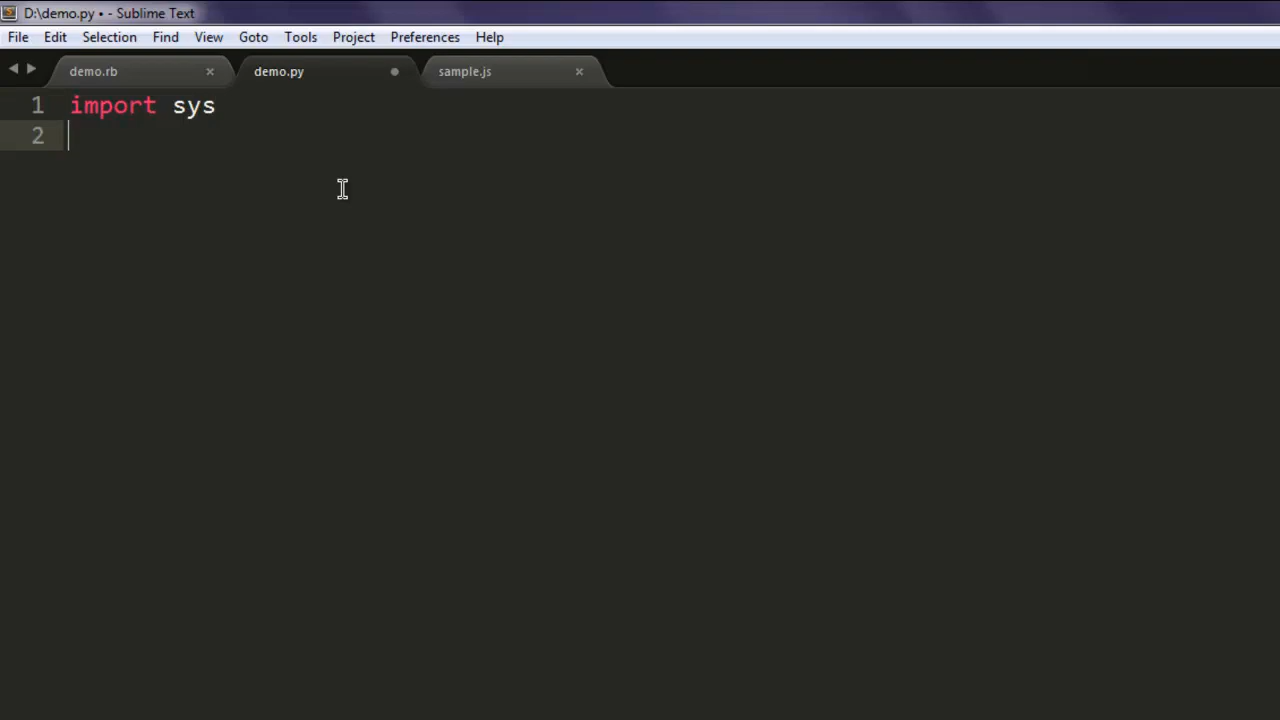 D:\demo.py • - Sublime Text
File Edit Selection Find View Goto Tools Project Preferences Help
demo.rb demo.py sample.js
1 import sys
2